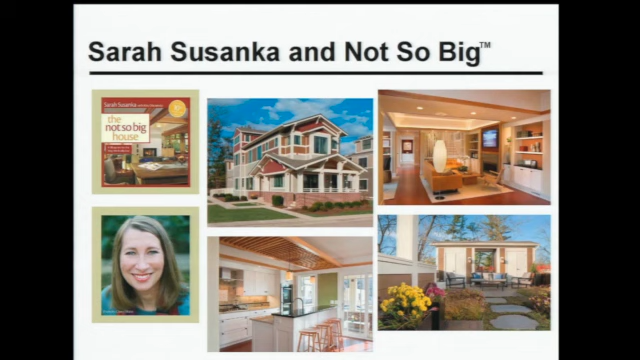 Sarah Susanka and Not So Big™
Sarah Susanka
the
not so big
house